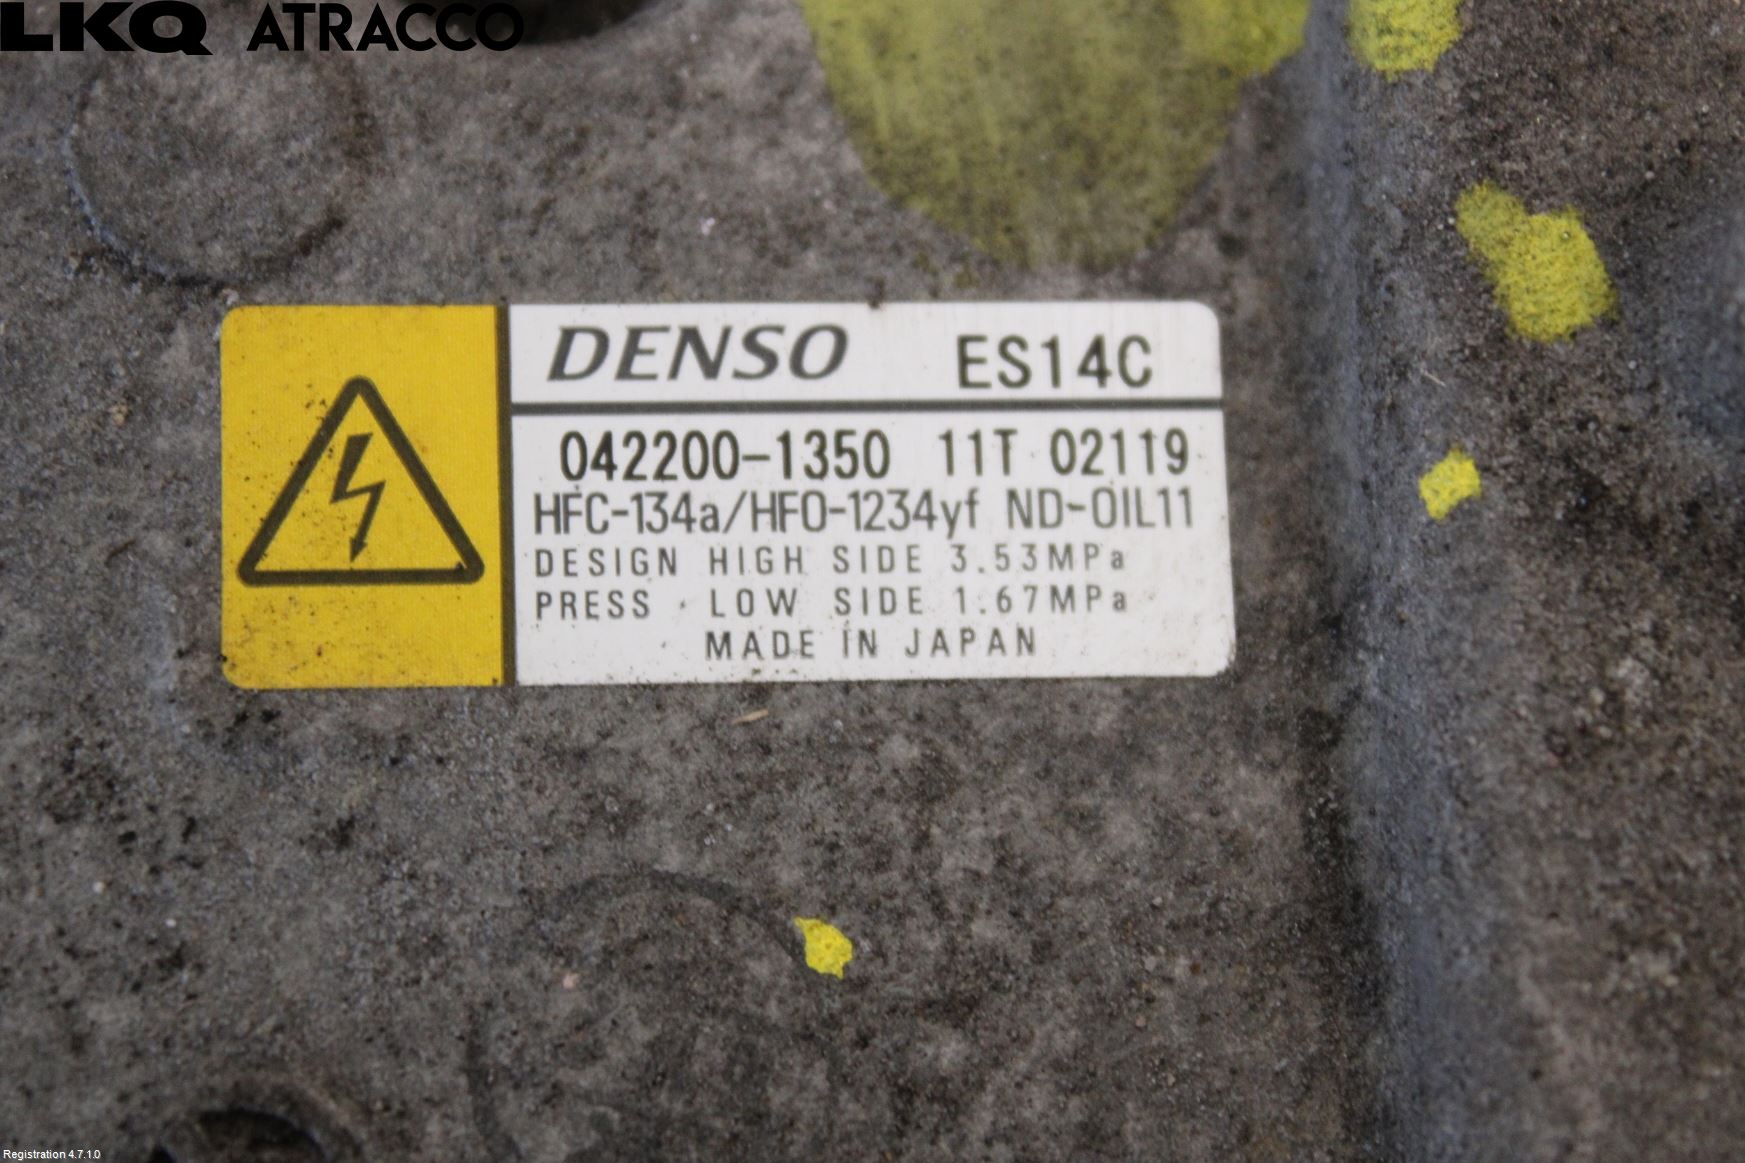 LKQ ATRACCO
DENSO ES14C
042200-1350 11T 02119
HFC-134a/HFO-1234yf ND-OIL11
DESIGN HIGH SIDE 3.53MPa
PRESS LOW SIDE 1.67MPa
MADE IN JAPAN
Registration 4.7.1.0